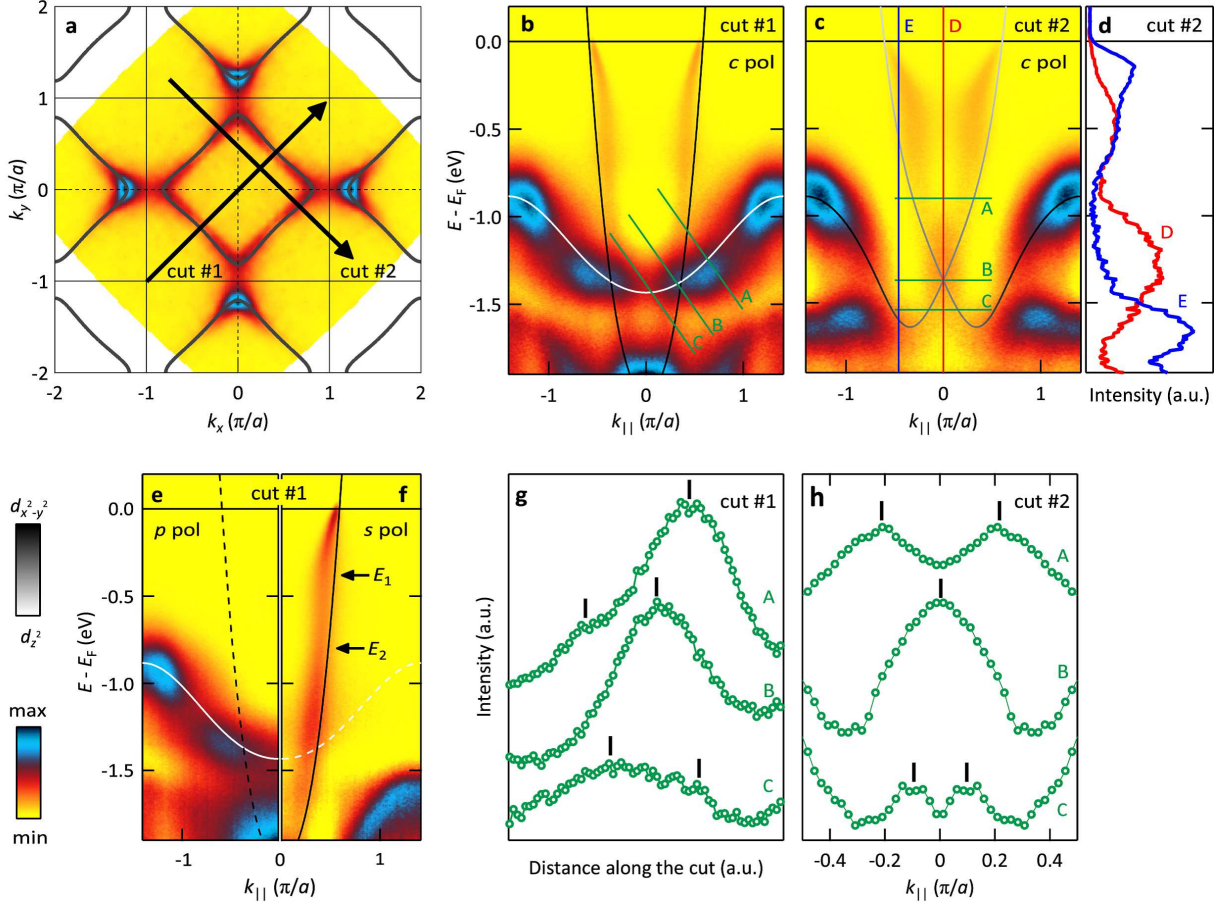 a
2
1
0
-1
-2
k_y (π/a)
cut #1
cut #2
-2
-1
0
1
2
k_x (π/a)
b
cut #1
c pol
0.0
-0.5
-1.0
-1.5
E - E_F (eV)
A
B
C
-1
0
1
k_|| (π/a)
c
E
D
cut #2
c pol
A
B
C
-1
0
1
k_|| (π/a)
d
cut #2
D
E
Intensity (a.u.)
d_x²-y²
d_z²
max
min
e
cut #1
f
p pol
s pol
E₁
E₂
0.0
-0.5
-1.0
-1.5
E - E_F (eV)
-1
0
1
k_|| (π/a)
g
cut #1
A
B
C
Intensity (a.u.)
Distance along the cut (a.u.)
h
cut #2
A
B
C
-0.4
-0.2
0
0.2
0.4
k_|| (π/a)